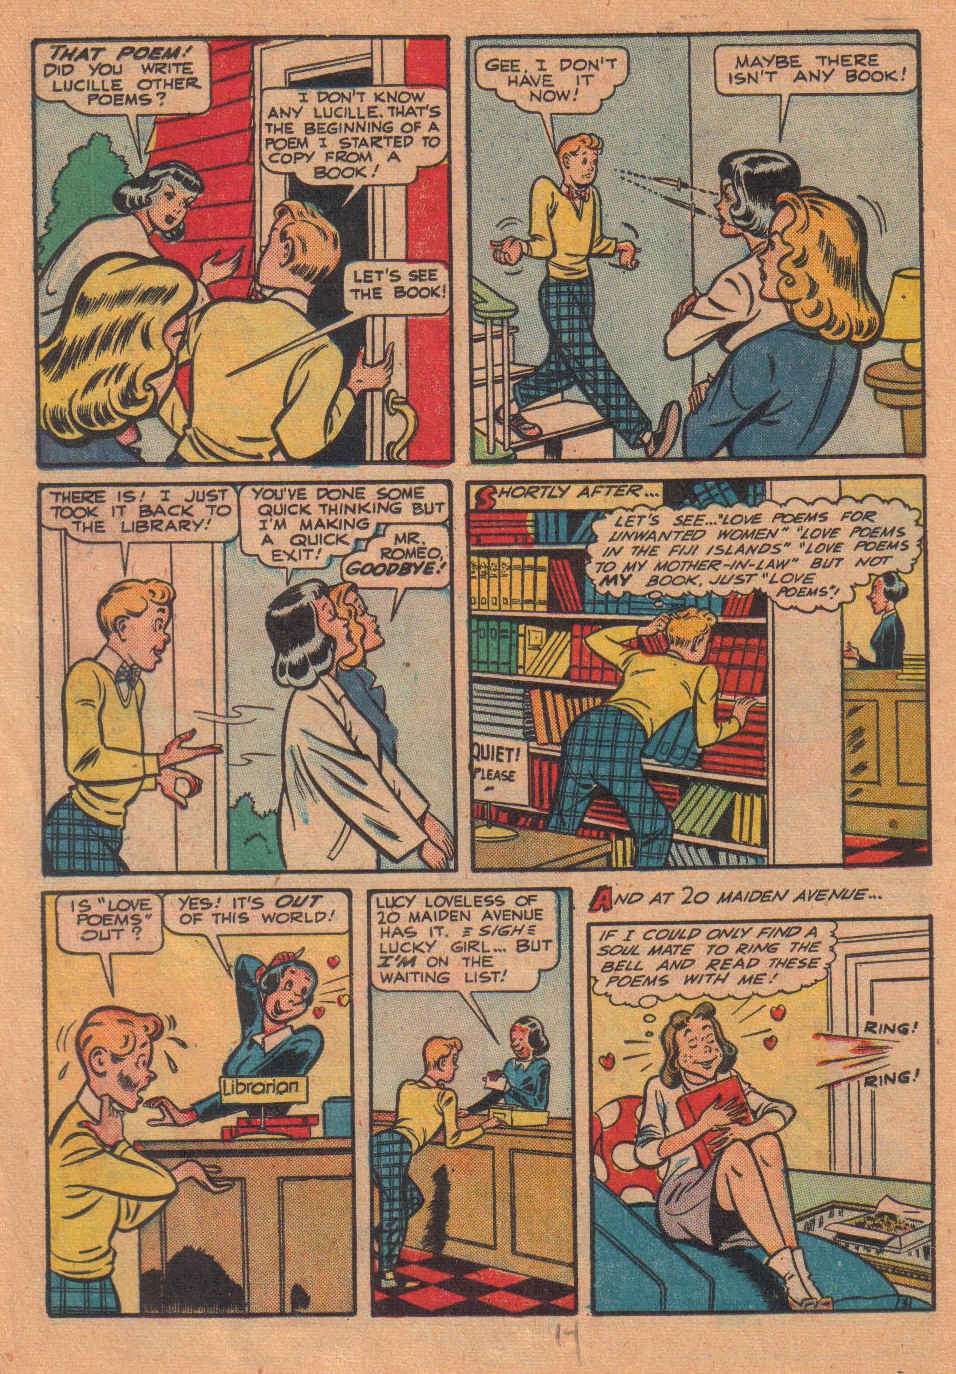 THAT POEM!
DID YOU WRITE
LUCILLE OTHER
POEMS?
I DON'T KNOW
ANY LUCILLE. THAT'S
THE BEGINNING OF A
POEM I STARTED TO
COPY FROM A
BOOK!
LET'S SEE
THE BOOK!
GEE, I DON'T
HAVE IT
NOW!
MAYBE THERE
ISN'T ANY BOOK!
THERE IS! I JUST
TOOK IT BACK TO
THE LIBRARY!
YOU'VE DONE SOME
QUICK THINKING BUT
I'M MAKING
A QUICK
EXIT!
MR.
ROMEO,
GOODBYE!
SHORTLY AFTER...
LET'S SEE..."LOVE POEMS FOR
UNWANTED WOMEN" "LOVE POEMS
IN THE FIJI ISLANDS" "LOVE POEMS
TO MY MOTHER-IN-LAW" BUT NOT
MY BOOK, JUST "LOVE
POEMS"!
QUIET!
PLEASE
IS "LOVE
POEMS"
OUT?
YES! IT'S OUT
OF THIS WORLD!
Librarian
LUCY LOVELESS OF
20 MAIDEN AVENUE
HAS IT. =SIGH=
LUCKY GIRL... BUT
I'M ON THE
WAITING LIST!
AND AT 20 MAIDEN AVENUE...
IF I COULD ONLY FIND A
SOUL MATE TO RING THE
BELL AND READ THESE
POEMS WITH ME!
RING!
RING!
14